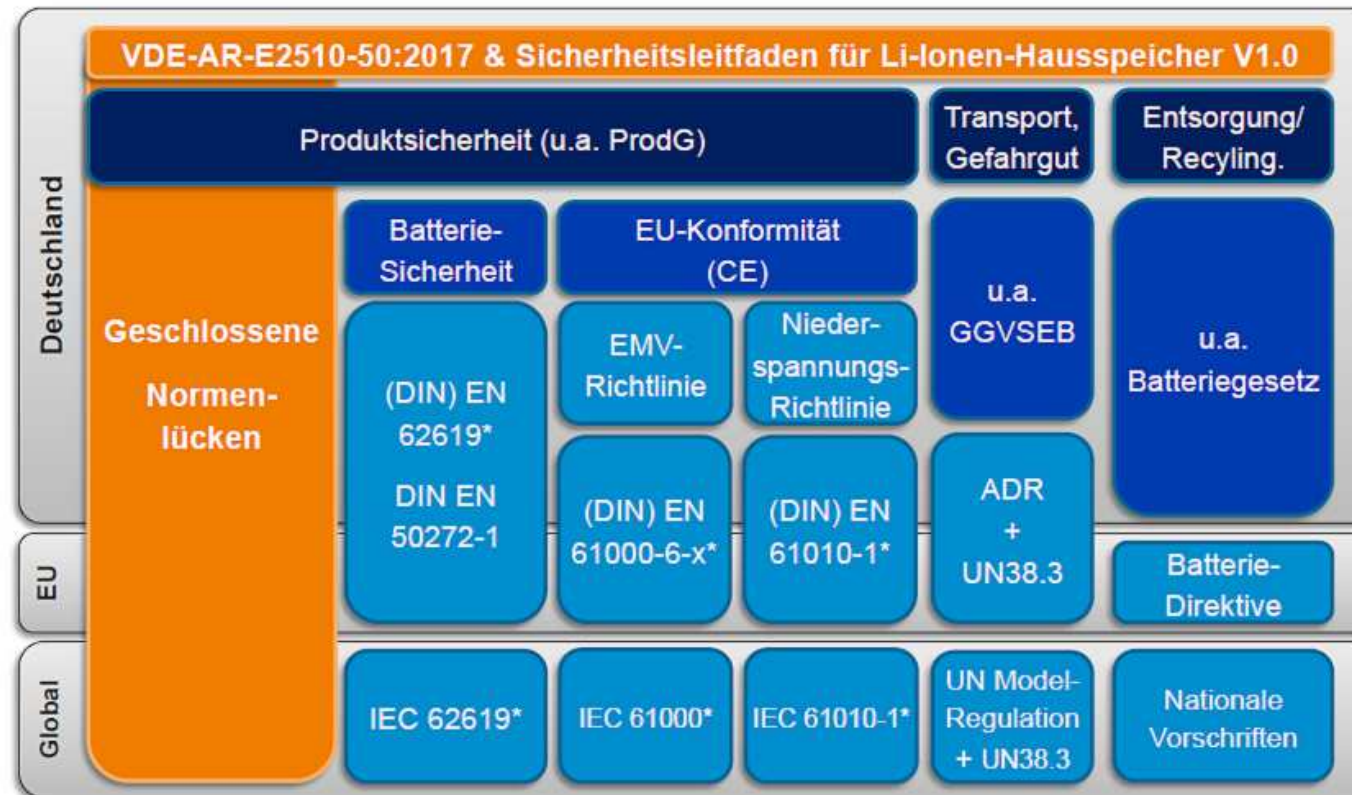 VDE-AR-E2510-50:2017 & Sicherheitsleitfaden für Li-Ionen-Hausspeicher V1.0
Deutschland
Produktsicherheit (u.a. ProdG)
Transport,
Gefahrgut
Entsorgung/
Recyling.
Geschlossene
Normen-
lücken
Batterie-
Sicherheit
EU-Konformität
(CE)
u.a.
GGVSEB
u.a.
Batteriegesetz
(DIN) EN
62619*
DIN EN
50272-1
EMV-
Richtlinie
Nieder-
spannungs-
Richtlinie
(DIN) EN
61000-6-x*
(DIN) EN
61010-1*
ADR
+
UN38.3
EU
Batterie-
Direktive
Global
IEC 62619*
IEC 61000*
IEC 61010-1*
UN Model-
Regulation
+ UN38.3
Nationale
Vorschriften